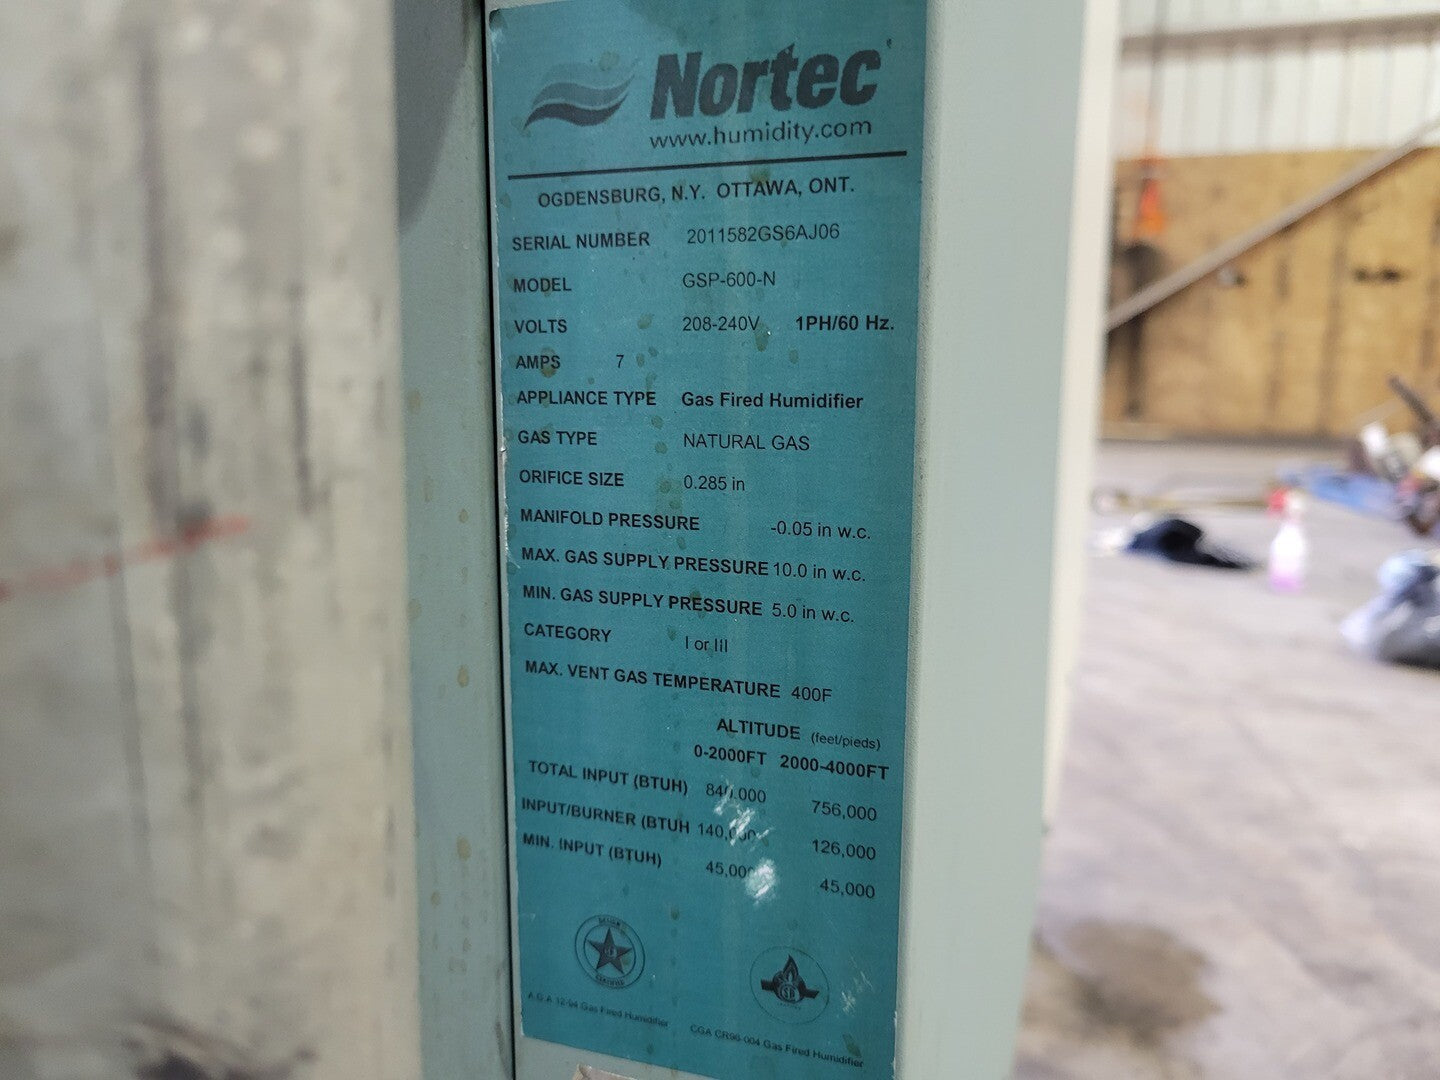 Nortec
www.humidity.com
OGDENSBURG, N.Y. OTTAWA, ONT.
SERIAL NUMBER 2011582GS6AJ06
MODEL GSP-600-N
VOLTS 208-240V 1PH/60 Hz.
AMPS 7
APPLIANCE TYPE Gas Fired Humidifier
GAS TYPE NATURAL GAS
ORIFICE SIZE 0.285 in
MANIFOLD PRESSURE -0.05 in w.c.
MAX. GAS SUPPLY PRESSURE 10.0 in w.c.
MIN. GAS SUPPLY PRESSURE 5.0 in w.c.
CATEGORY I or III
MAX. VENT GAS TEMPERATURE 400F
ALTITUDE (feet/pieds)
0-2000FT 2000-4000FT
TOTAL INPUT (BTUH) 840.000 756,000
INPUT/BURNER (BTUH 140,000 126,000
MIN. INPUT (BTUH) 45,000 45,000
A.G.A 12-94 Gas Fired Humidifier
CGA CR96-004 Gas Fired Humidifier